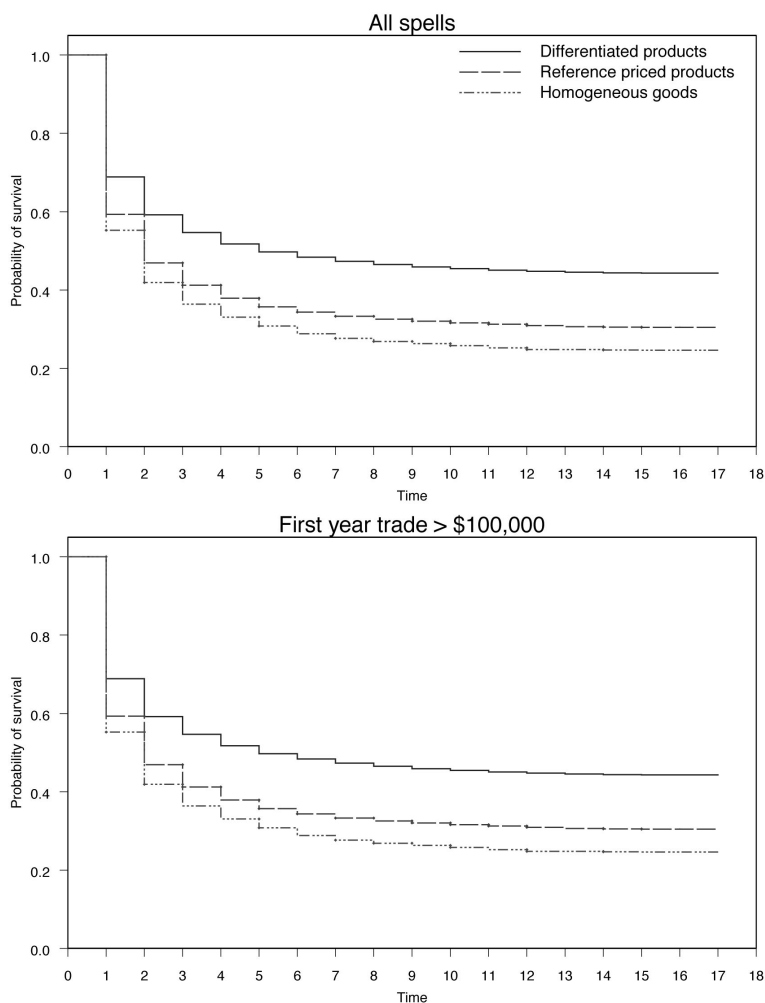 All spells
Differentiated products
Reference priced products
Homogeneous goods
Probability of survival
1.0
0.8
0.6
0.4
0.2
0.0
0 1 2 3 4 5 6 7 8 9 10 11 12 13 14 15 16 17 18
Time
First year trade > $100,000
Probability of survival
1.0
0.8
0.6
0.4
0.2
0.0
0 1 2 3 4 5 6 7 8 9 10 11 12 13 14 15 16 17 18
Time